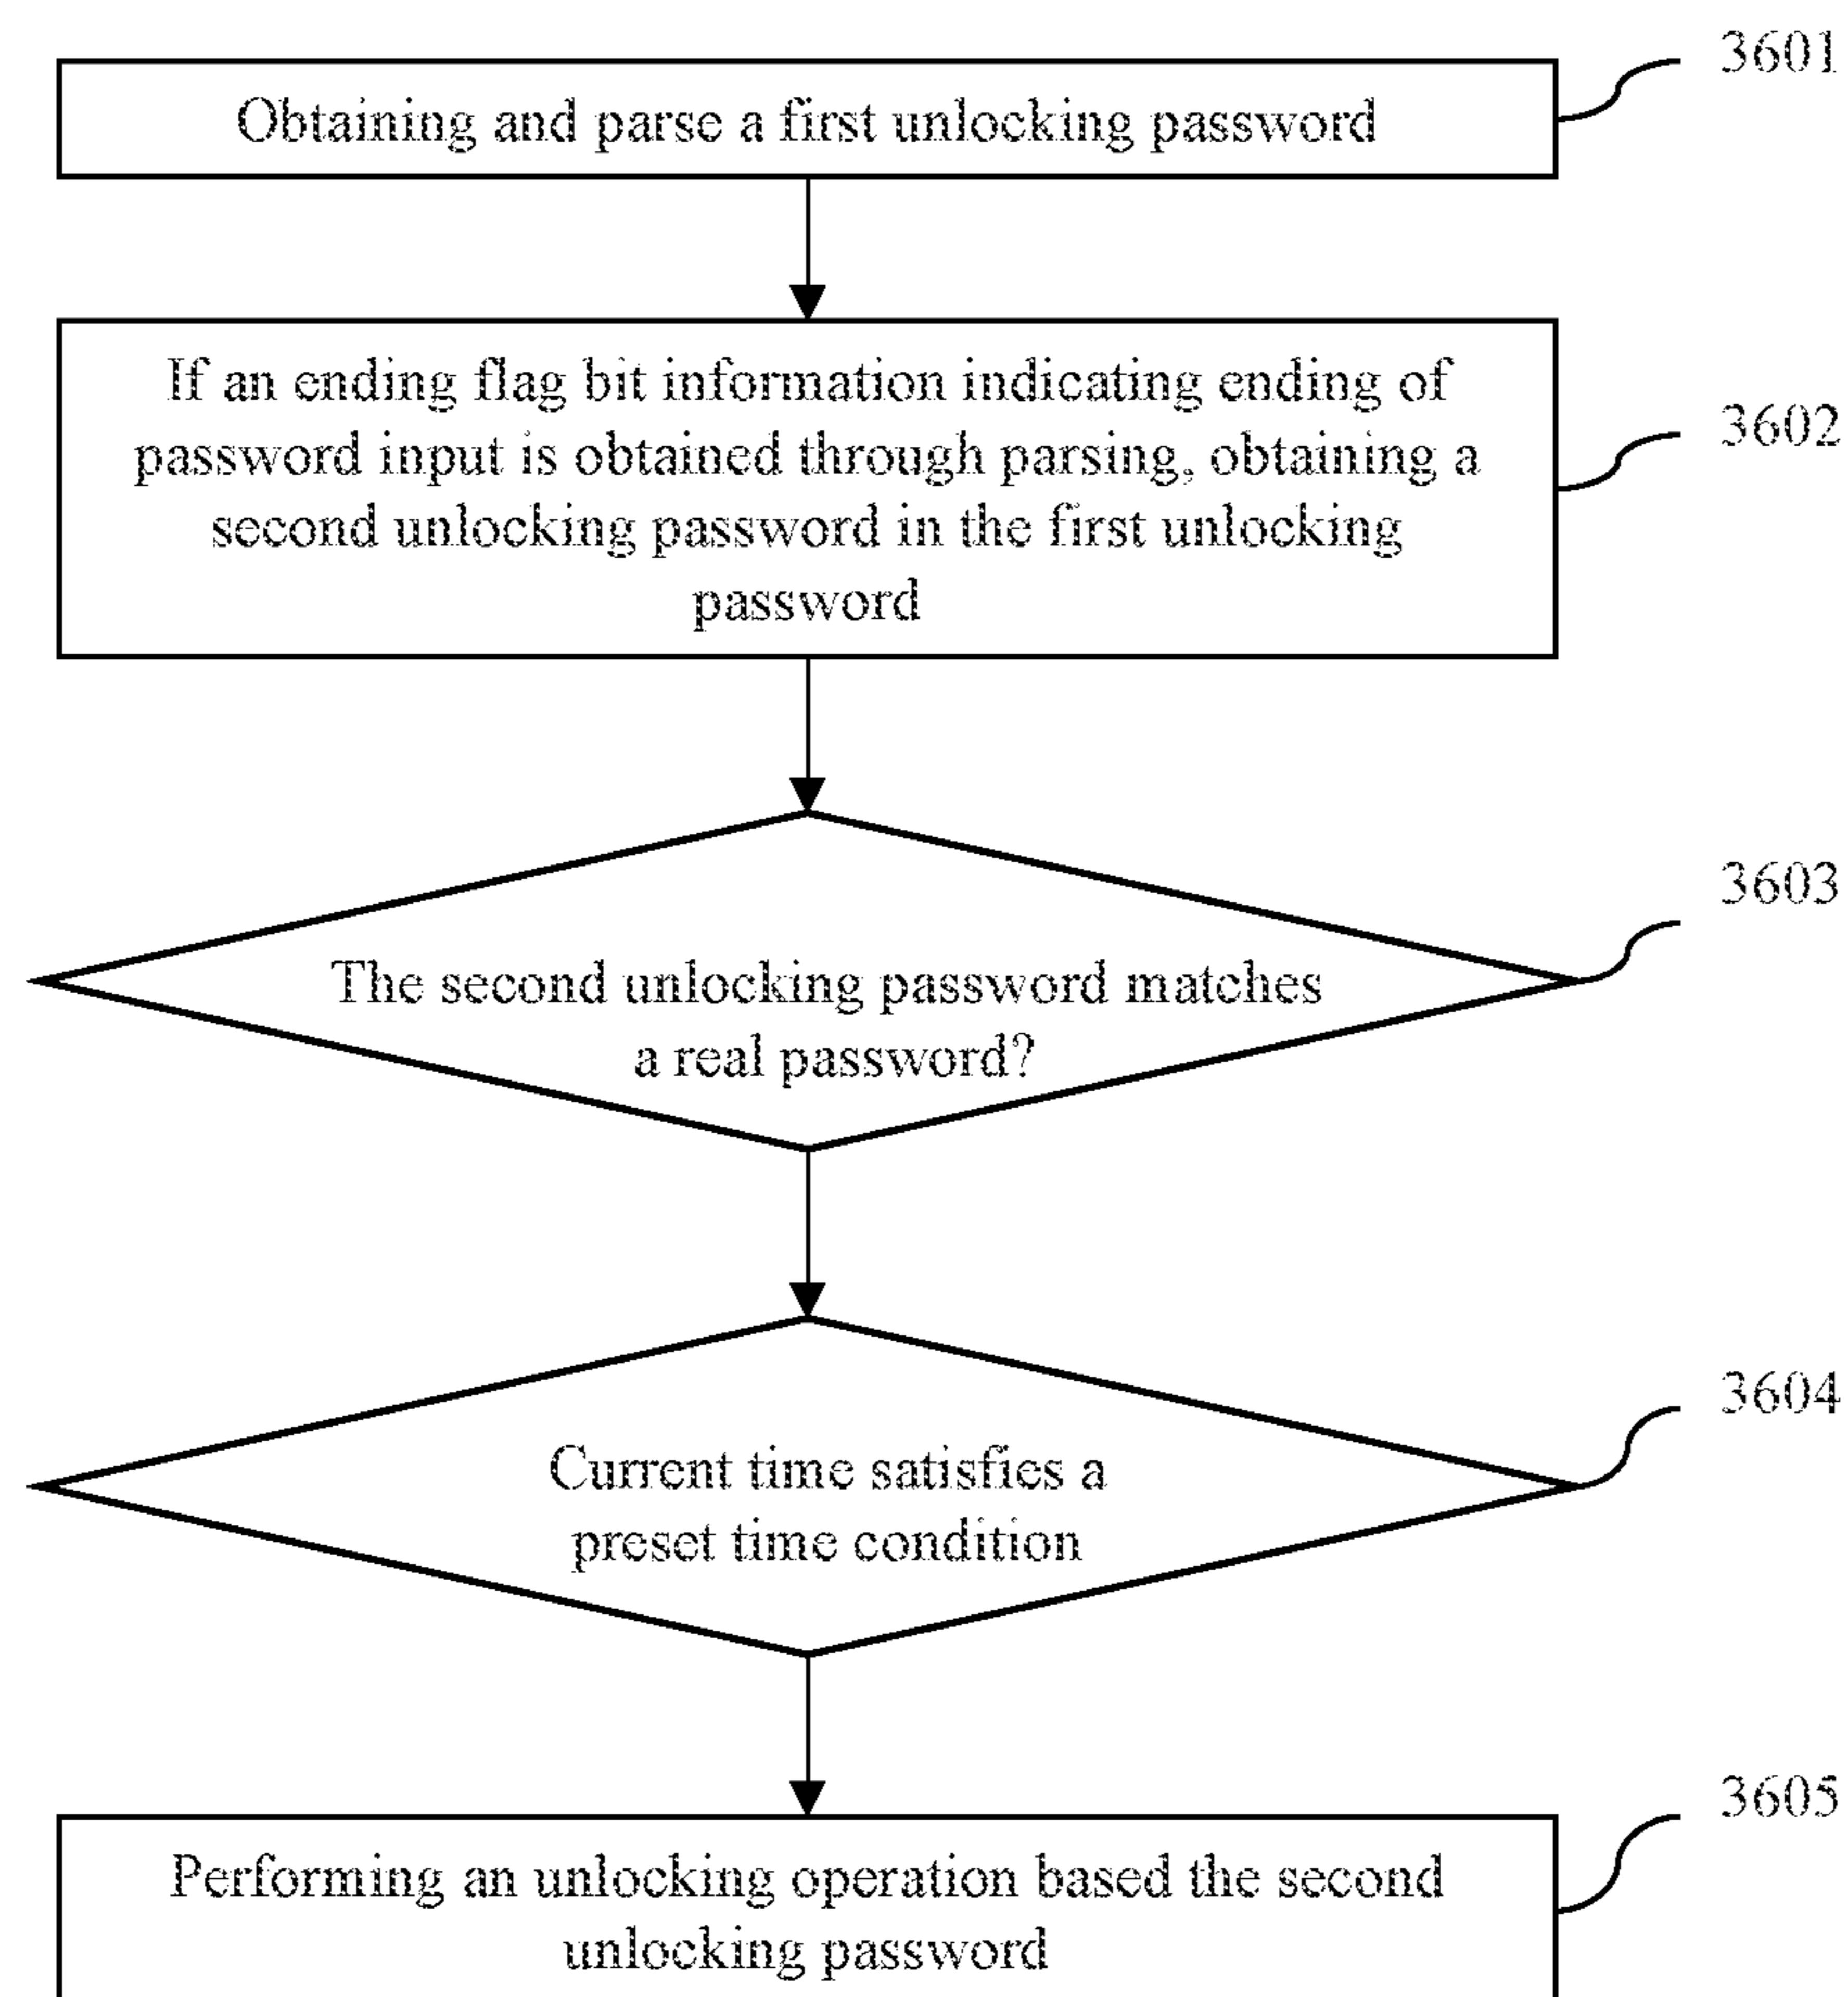 3601
Obtaining and parse a first unlocking password
If an ending flag bit information indicating ending of
3602
password input is obtained through parsing, obtaining a
second unlocking password in the first unlocking
password
3603
The second unlocking password matches
a real password?
3604
Current time satisfies a
preset time condition
3605
Performing an unlocking operation based the second
unlocking password